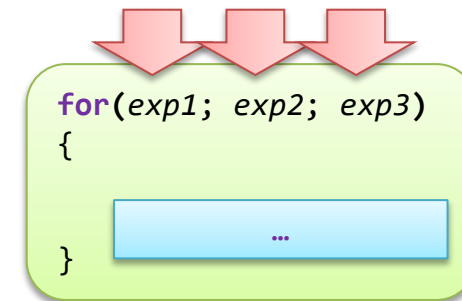 for(exp1; exp2; exp3)
{
…
}